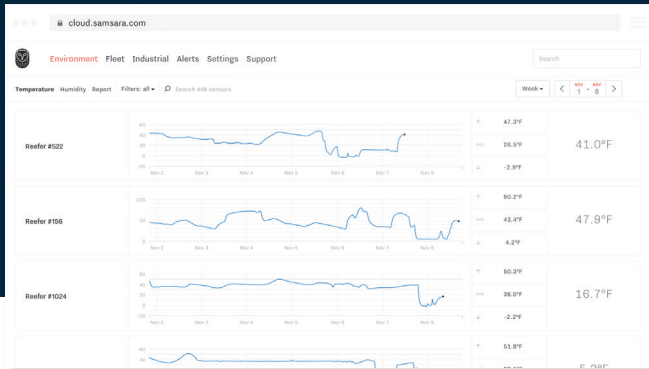 cloud.samsara.com
Environment Fleet Industrial Alerts Settings Support
Search
Temperature Humidity Report Filters: all Search 648 sensors
Week
NOV 1 - NOV 8
Reefer #522
60
40
20
0
-20
Nov 2 Nov 3 Nov 4 Nov 5 Nov 6 Nov 7 Nov 8
47.3°F
26.5°F
-2.9°F
41.0°F
Reefer #156
100
50
0
Nov 2 Nov 3 Nov 4 Nov 5 Nov 6 Nov 7 Nov 8
80.2°F
43.4°F
4.2°F
47.9°F
Reefer #1024
60
40
20
0
-20
Nov 2 Nov 3 Nov 4 Nov 5 Nov 6 Nov 7 Nov 8
50.3°F
36.0°F
-2.2°F
16.7°F
60
40
51.8°F